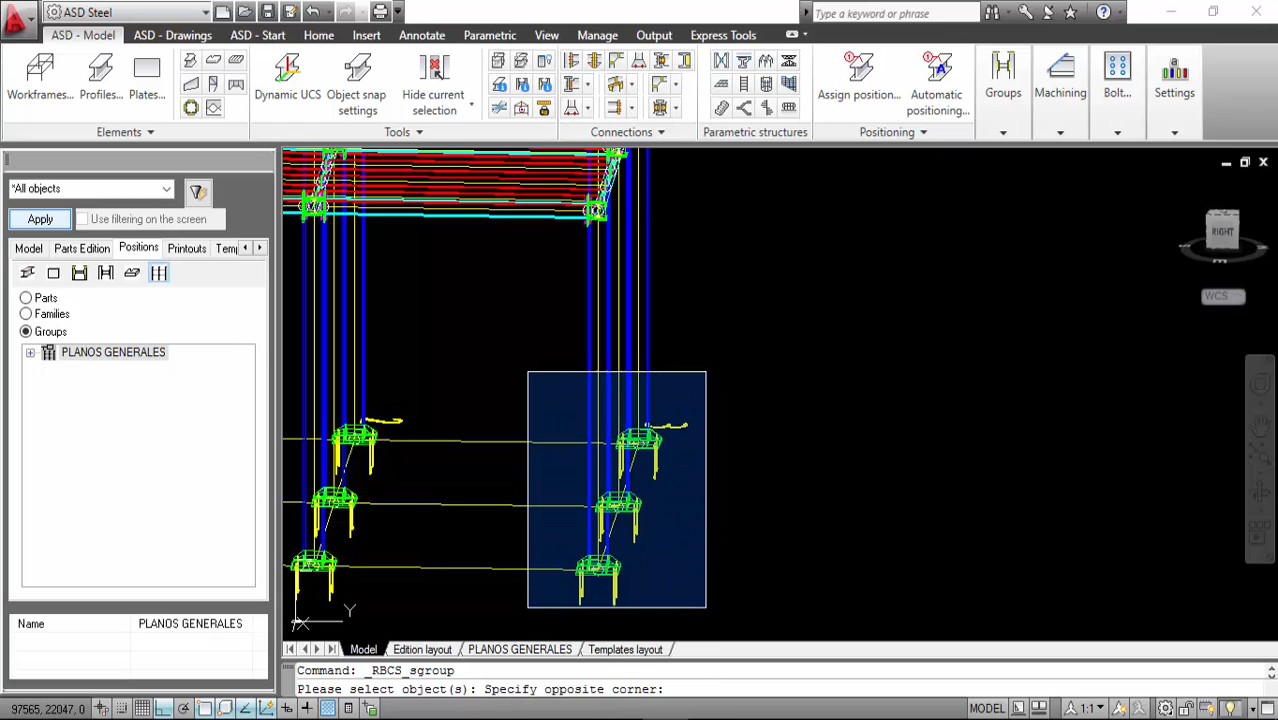 ASD Steel
Type a keyword or phrase
ASD - Model
ASD - Drawings
ASD - Start
Home
Insert
Annotate
Parametric
View
Manage
Output
Express Tools
Workframes...
Profiles...
Plates...
Dynamic UCS
Object snap
settings
Hide current
selection
Assign position...
Automatic
positioning...
Groups
Machining
Bolt...
Settings
Elements
Tools
Connections
Parametric structures
Positioning
*All objects
Apply
Use filtering on the screen
Model
Parts Edition
Positions
Printouts
Temp
Parts
Families
Groups
PLANOS GENERALES
Name
PLANOS GENERALES
RIGHT
WCS
Y
X
Model
Edition layout
PLANOS GENERALES
Templates layout
Command: _RBCS_sgroup
Please select object(s): Specify opposite corner:
97565, 22047, 0
MODEL
1:1